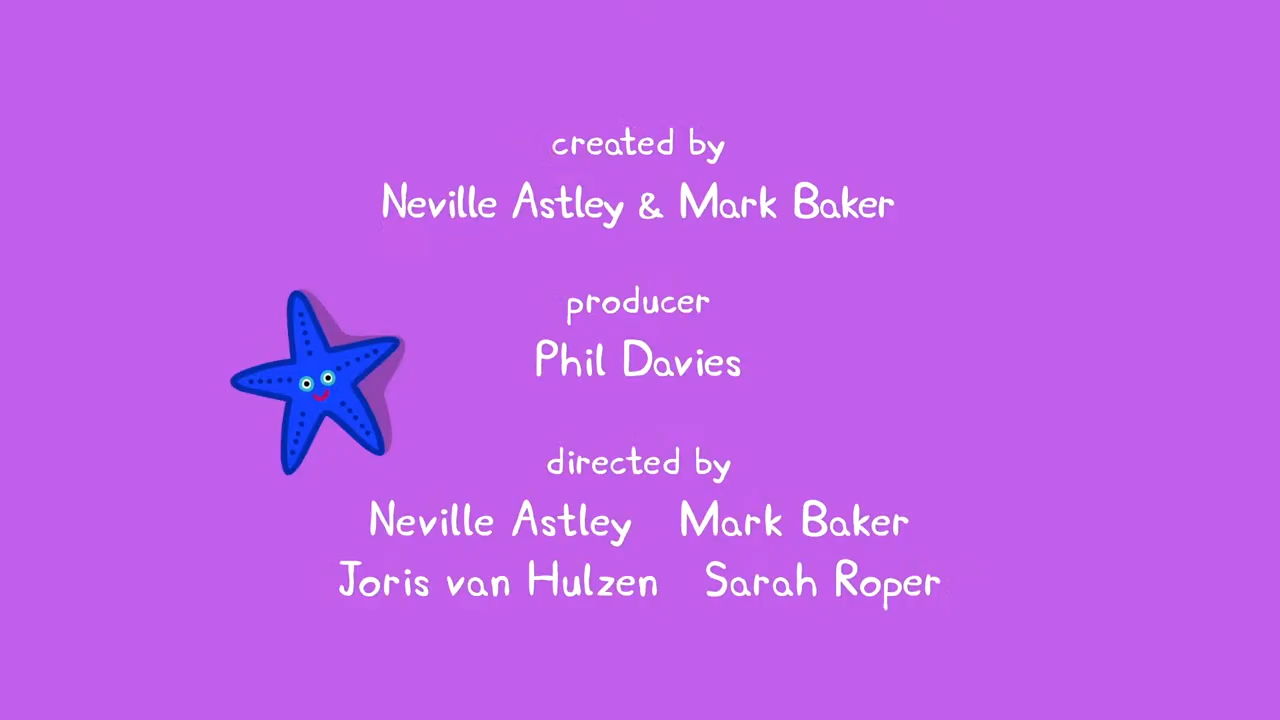 created by
Neville Astley & Mark Baker
producer
Phil Davies
directed by
Neville Astley Mark Baker
Joris van Hulzen Sarah Roper